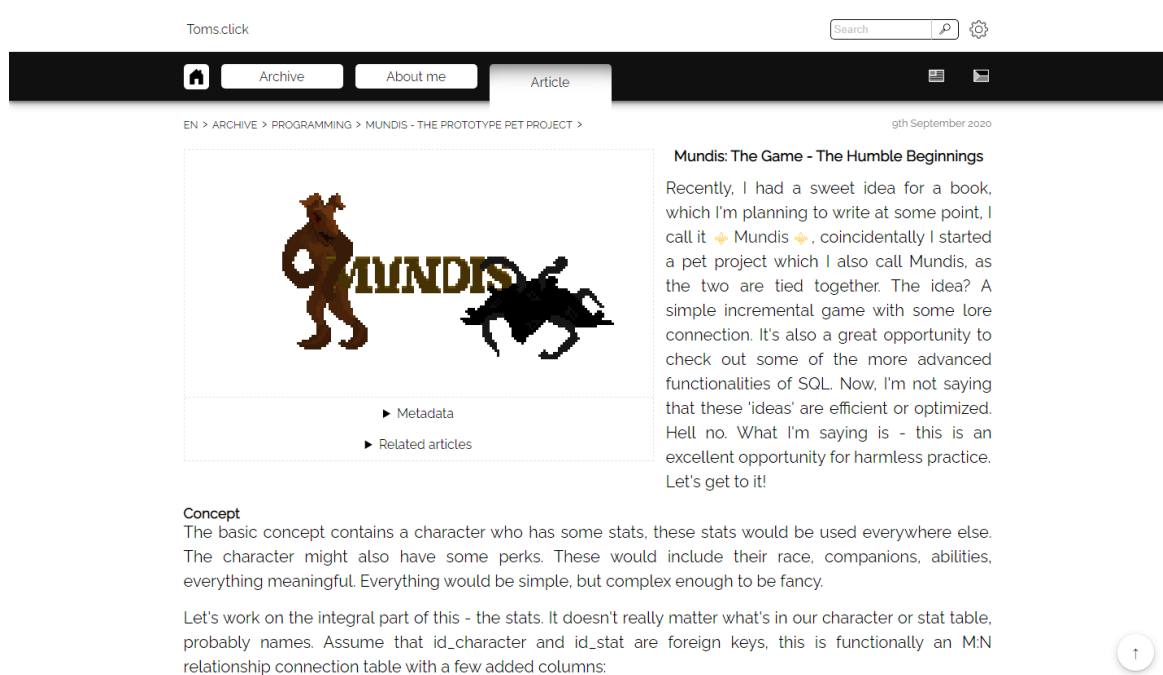 Toms.click
Search
Archive
About me
Article
EN > ARCHIVE > PROGRAMMING > MUNDIS - THE PROTOTYPE PET PROJECT >
9th September 2020
MUNDIS
Metadata
Related articles
Mundis: The Game - The Humble Beginnings
Recently, I had a sweet idea for a book,
which I'm planning to write at some point, I
call it ⚜ Mundis ⚜, coincidentally I started
a pet project which I also call Mundis, as
the two are tied together. The idea? A
simple incremental game with some lore
connection. It's also a great opportunity to
check out some of the more advanced
functionalities of SQL. Now, I'm not saying
that these 'ideas' are efficient or optimized.
Hell no. What I'm saying is - this is an
excellent opportunity for harmless practice.
Let's get to it!
Concept
The basic concept contains a character who has some stats, these stats would be used everywhere else.
The character might also have some perks. These would include their race, companions, abilities,
everything meaningful. Everything would be simple, but complex enough to be fancy.
Let's work on the integral part of this - the stats. It doesn't really matter what's in our character or stat table,
probably names. Assume that id_character and id_stat are foreign keys, this is functionally an M:N
relationship connection table with a few added columns:
↑